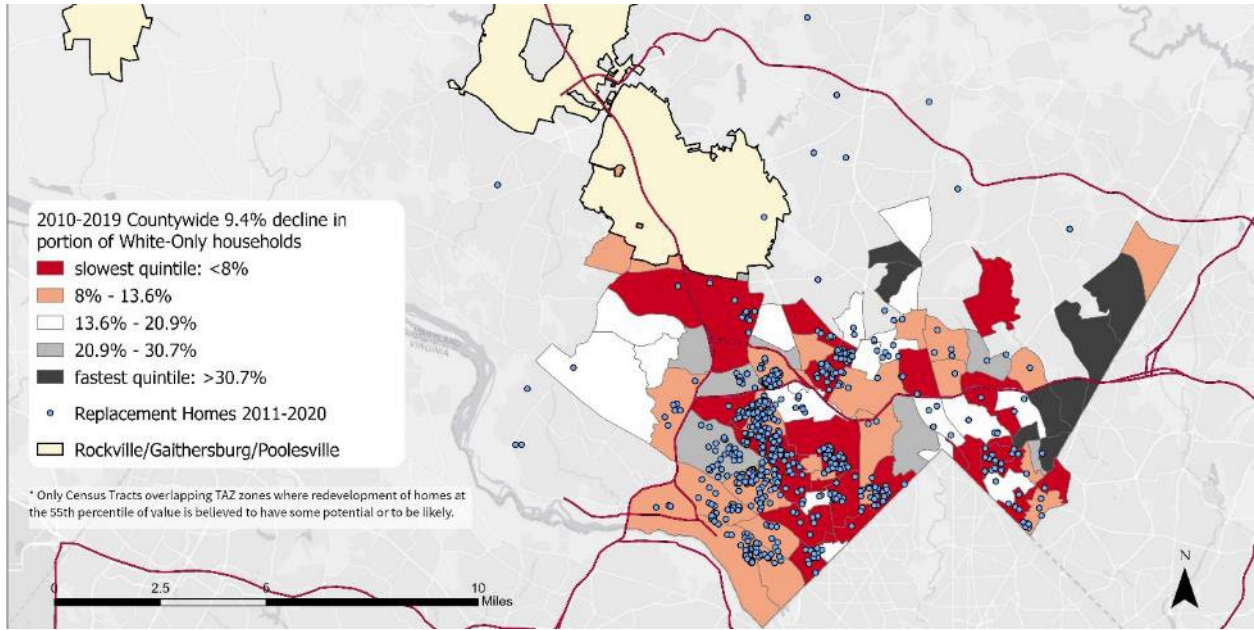 2010-2019 Countywide 9.4% decline in
portion of White-Only households
slowest quintile: <8%
8% - 13.6%
13.6% - 20.9%
20.9% - 30.7%
fastest quintile: >30.7%
Replacement Homes 2011-2020
Rockville/Gaithersburg/Poolesville
* Only Census Tracts overlapping TAZ zones where redevelopment of homes at
the 55th percentile of value is believed to have some potential or to be likely.
MARYLAND
VIRGINIA
0 2.5 5 10
Miles
N